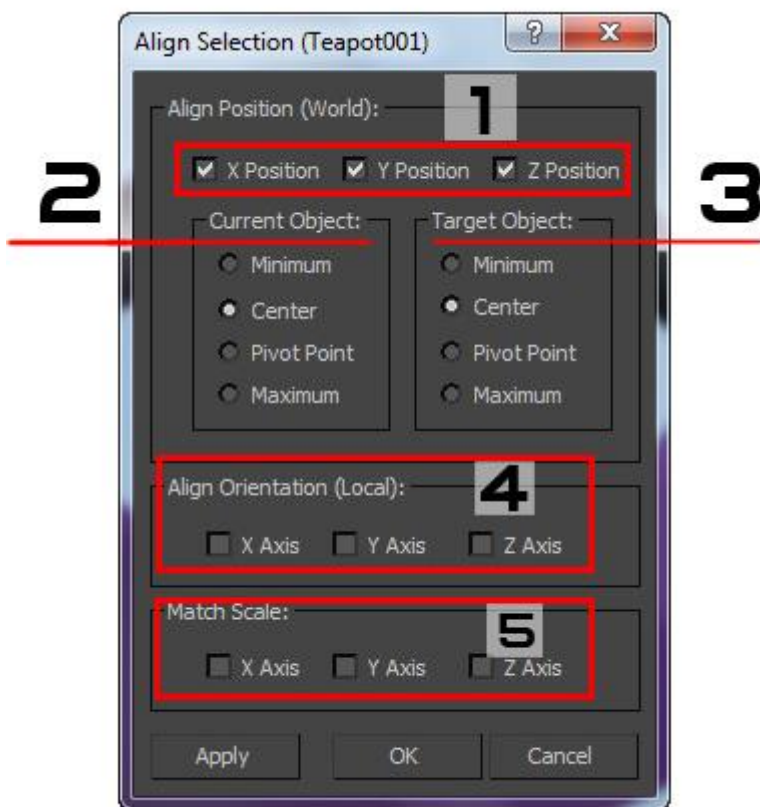 Align Selection (Teapot001)
?
X
1
Align Position (World):
2
3
X Position Y Position Z Position
Current Object: Target Object:
Minimum Minimum
Center Center
Pivot Point Pivot Point
Maximum Maximum
4
Align Orientation (Local):
X Axis Y Axis Z Axis
5
Match Scale:
X Axis Y Axis Z Axis
Apply OK Cancel